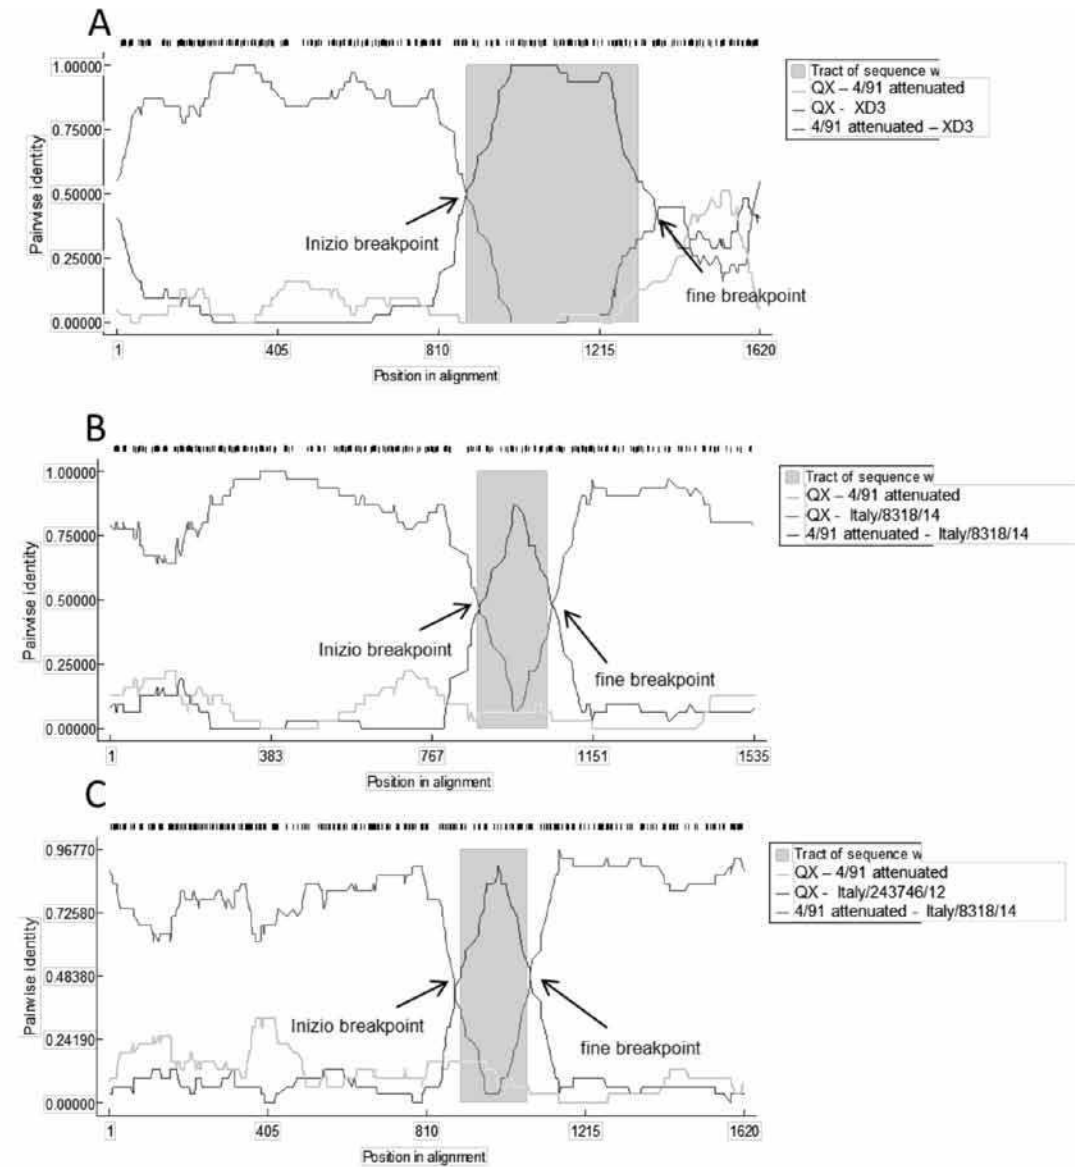 A
1.00000
0.75000
0.50000
0.25000
0.00000
Pairwise identity
Inizio breakpoint
fine breakpoint
1
405
810
1215
1620
Position in alignment
Tract of sequence w
QX – 4/91 attenuated
QX - XD3
4/91 attenuated – XD3
B
1.00000
0.75000
0.50000
0.25000
0.00000
Pairwise identity
Inizio breakpoint
fine breakpoint
1
383
767
1151
1535
Position in alignment
Tract of sequence w
QX – 4/91 attenuated
QX - Italy/8318/14
4/91 attenuated - Italy/8318/14
C
0.96770
0.72580
0.48380
0.24190
0.00000
Pairwise identity
Inizio breakpoint
fine breakpoint
1
405
810
1215
1620
Position in alignment
Tract of sequence w
QX – 4/91 attenuated
QX - Italy/243746/12
4/91 attenuated - Italy/8318/14